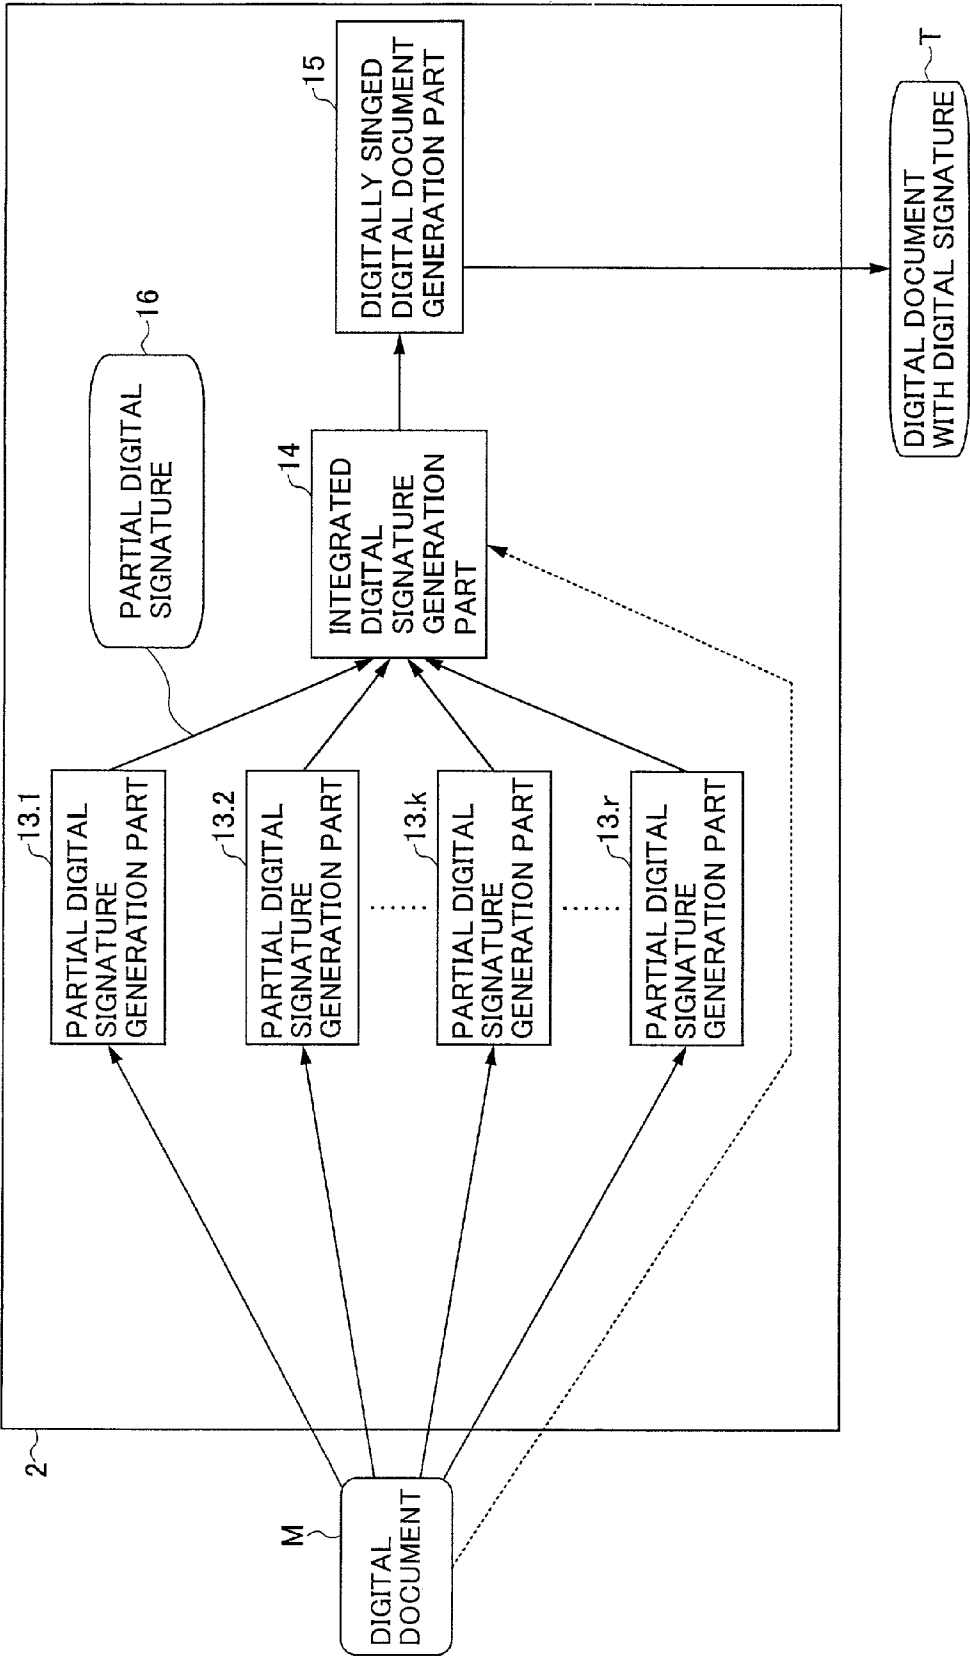 2
M
DIGITAL
DOCUMENT
13.1
PARTIAL DIGITAL
SIGNATURE
GENERATION PART
13.2
PARTIAL DIGITAL
SIGNATURE
GENERATION PART
13.k
PARTIAL DIGITAL
SIGNATURE
GENERATION PART
13.r
PARTIAL DIGITAL
SIGNATURE
GENERATION PART
16
PARTIAL DIGITAL
SIGNATURE
14
INTEGRATED
DIGITAL
SIGNATURE
GENERATION
PART
15
DIGITALLY SINGED
DIGITAL DOCUMENT
GENERATION PART
T
DIGITAL DOCUMENT
WITH DIGITAL SIGNATURE